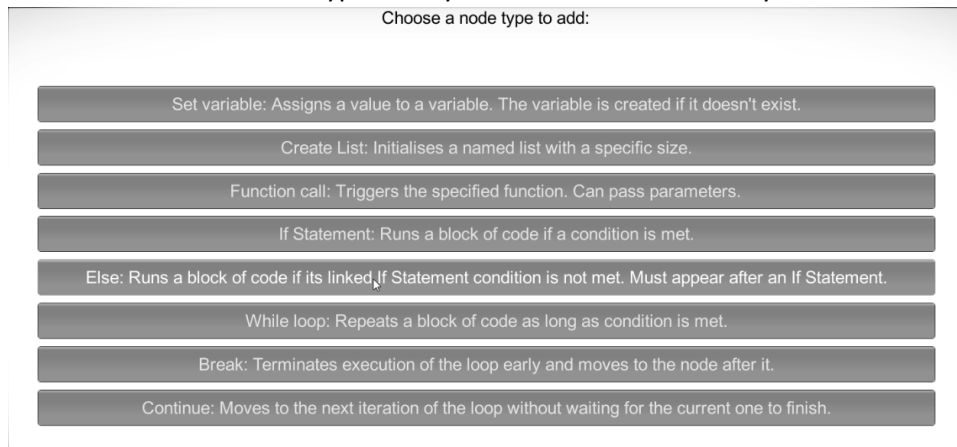 Choose a node type to add:
Set variable: Assigns a value to a variable. The variable is created if it doesn't exist.
Create List: Initialises a named list with a specific size.
Function call: Triggers the specified function. Can pass parameters.
If Statement: Runs a block of code if a condition is met.
Else: Runs a block of code if its linked If Statement condition is not met. Must appear after an If Statement.
While loop: Repeats a block of code as long as condition is met.
Break: Terminates execution of the loop early and moves to the node after it.
Continue: Moves to the next iteration of the loop without waiting for the current one to finish.